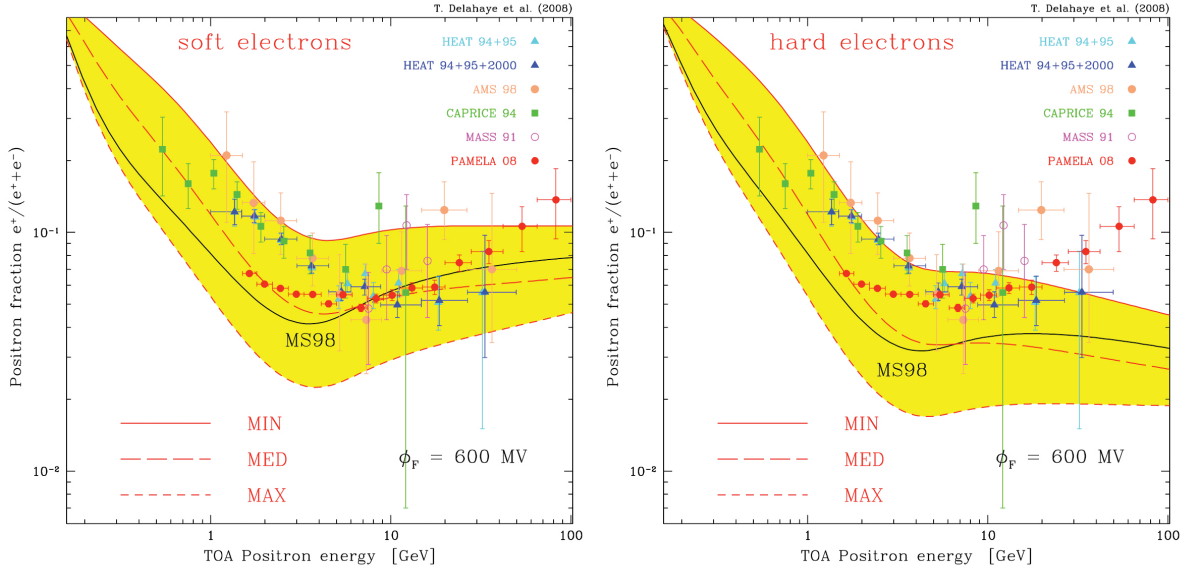 T. Delahaye et al. (2008)
soft electrons
HEAT 94+95
HEAT 94+95+2000
AMS 98
CAPRICE 94
MASS 91
PAMELA 08
Positron fraction e⁺/(e⁺+e⁻)
10⁻¹
10⁻²
MS98
MIN
MED
MAX
ϕ_F = 600 MV
1
10
100
TOA Positron energy [GeV]
T. Delahaye et al. (2008)
hard electrons
HEAT 94+95
HEAT 94+95+2000
AMS 98
CAPRICE 94
MASS 91
PAMELA 08
Positron fraction e⁺/(e⁺+e⁻)
10⁻¹
10⁻²
MS98
MIN
MED
MAX
ϕ_F = 600 MV
1
10
100
TOA Positron energy [GeV]